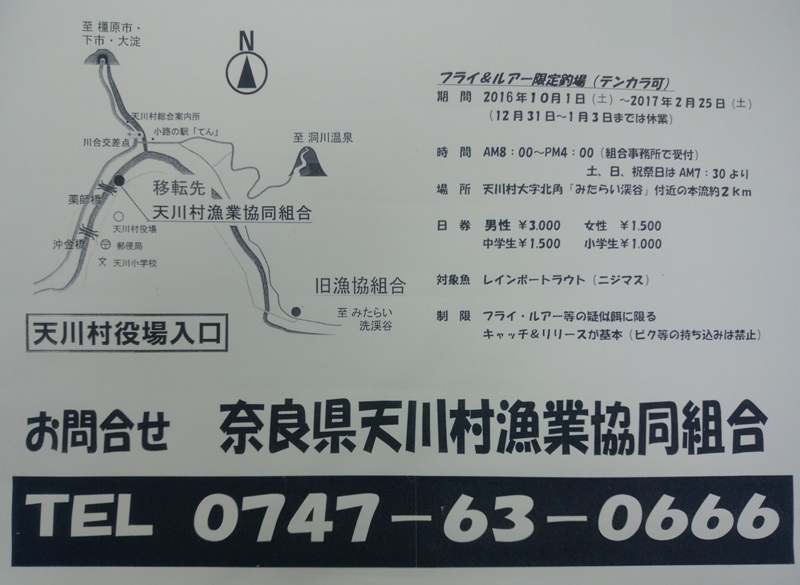 至 橿原市・
下市・大淀
N
天川村総合案内所
小路の駅「てん」
川合交差点
至 洞川温泉
薬師橋
移転先
天川村漁業協同組合
天川村役場
沖金橋
郵便局
文 天川小学校
旧漁協組合
至 みたらい
洗渓谷
天川村役場入口
フライ&ルアー限定釣場（テンカラ可）
期 間 2016年10月1日（土）～2017年2月25日（土）
（12月31日～1月3日までは休業）
時 間 AM8：00～PM4：00（組合事務所で受付）
土、日、祝祭日はAM7：30より
場 所 天川村大字北角「みたらい渓谷」付近の本流約2km
日 券 男性 ¥3.000 女性 ¥1.500
中学生¥1.500 小学生¥1.000
対象魚 レインボートラウト（ニジマス）
制 限 フライ・ルアー等の疑似餌に限る
キャッチ&リリースが基本（ビク等の持ち込みは禁止）
お問合せ 奈良県天川村漁業協同組合
TEL 0747－63－0666